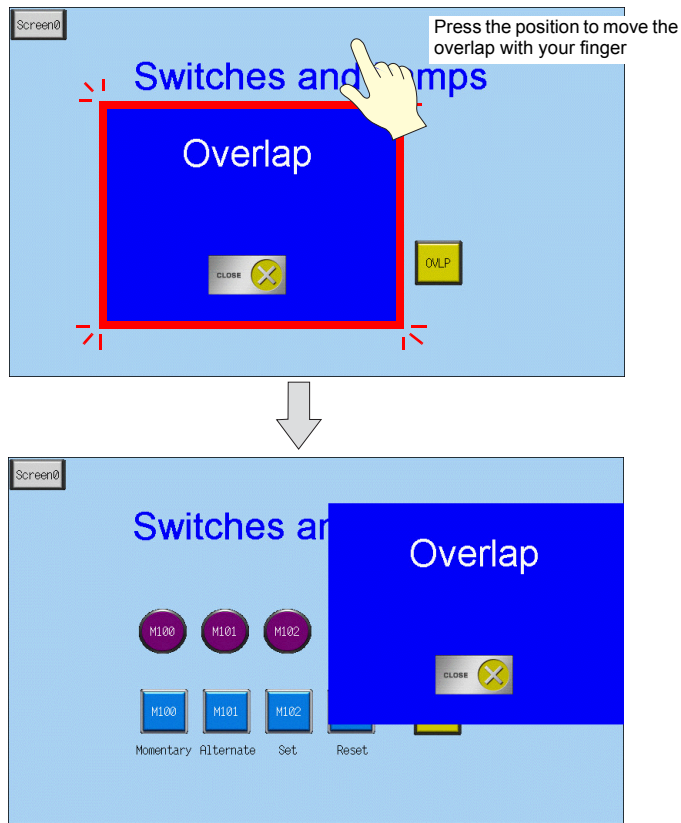 Screen0
Press the position to move the
overlap with your finger
Switches and mps
Overlap
CLOSE
OVLP
Screen0
Switches ar
Overlap
M100 M101 M102
CLOSE
M100 M101 M102
Momentary Alternate Set Reset